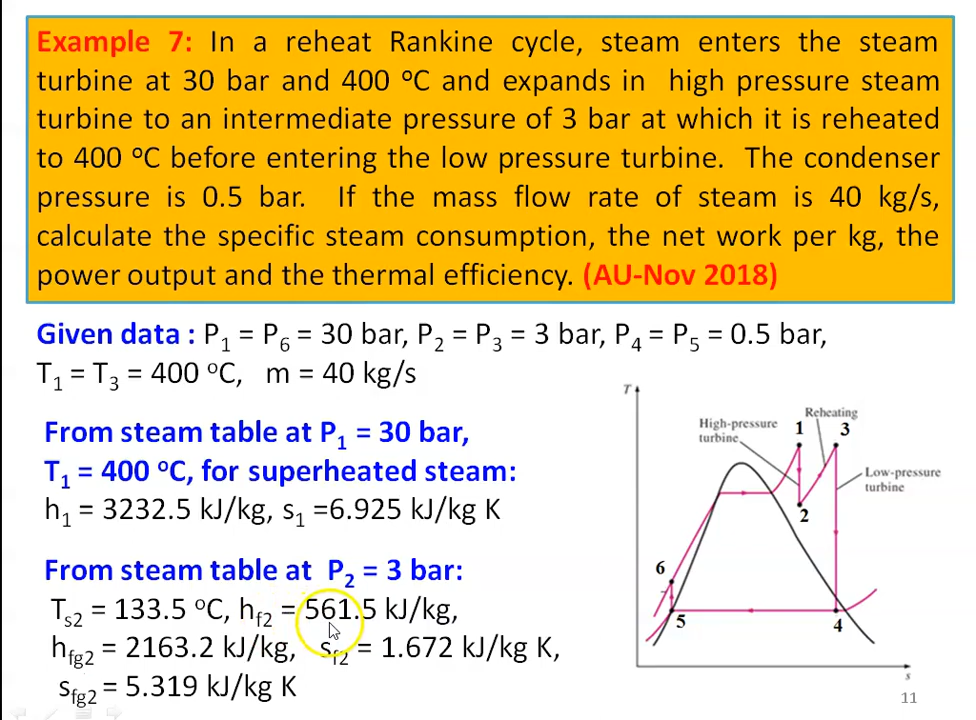 Example 7: In a reheat Rankine cycle, steam enters the steam
turbine at 30 bar and 400 ⁰C and expands in high pressure steam
turbine to an intermediate pressure of 3 bar at which it is reheated
to 400 ⁰C before entering the low pressure turbine. The condenser
pressure is 0.5 bar. If the mass flow rate of steam is 40 kg/s,
calculate the specific steam consumption, the net work per kg, the
power output and the thermal efficiency. (AU-Nov 2018)
Given data : P₁ = P₆ = 30 bar, P₂ = P₃ = 3 bar, P₄ = P₅ = 0.5 bar,
T₁ = T₃ = 400 ⁰C, m = 40 kg/s
From steam table at P₁ = 30 bar,
T₁ = 400 ⁰C, for superheated steam:
h₁ = 3232.5 kJ/kg, s₁ =6.925 kJ/kg K
From steam table at P₂ = 3 bar:
Tₛ₂ = 133.5 ⁰C, hf₂ = 561.5 kJ/kg,
hfg₂ = 2163.2 kJ/kg, sf₂ = 1.672 kJ/kg K,
sfg₂ = 5.319 kJ/kg K
T
High-pressure
turbine
Reheating
1
3
Low-pressure
turbine
2
6
5
4
s
11